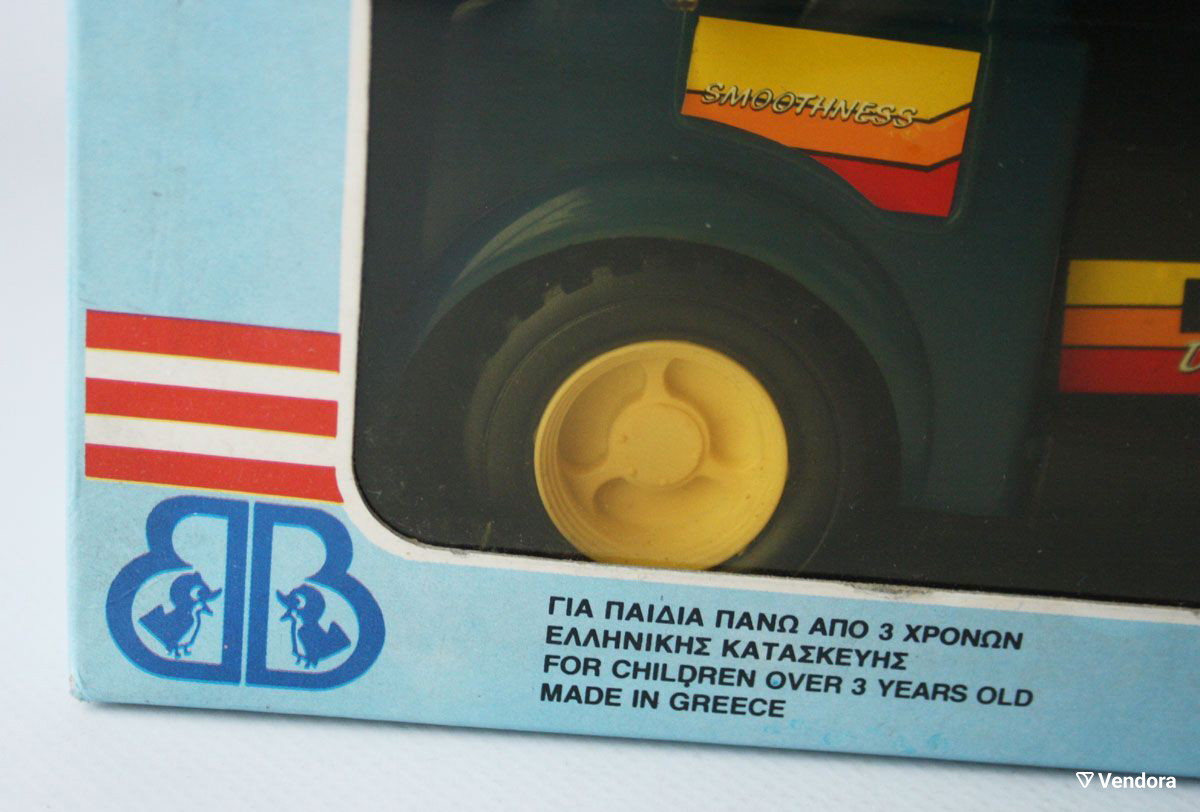 SMOOTHNESS
BB
ΓΙΑ ΠΑΙΔΙΑ ΠΑΝΩ ΑΠΟ 3 ΧΡΟΝΩΝ
ΕΛΛΗΝΙΚΗΣ ΚΑΤΑΣΚΕΥΗΣ
FOR CHILDREN OVER 3 YEARS OLD
MADE IN GREECE
Vendora